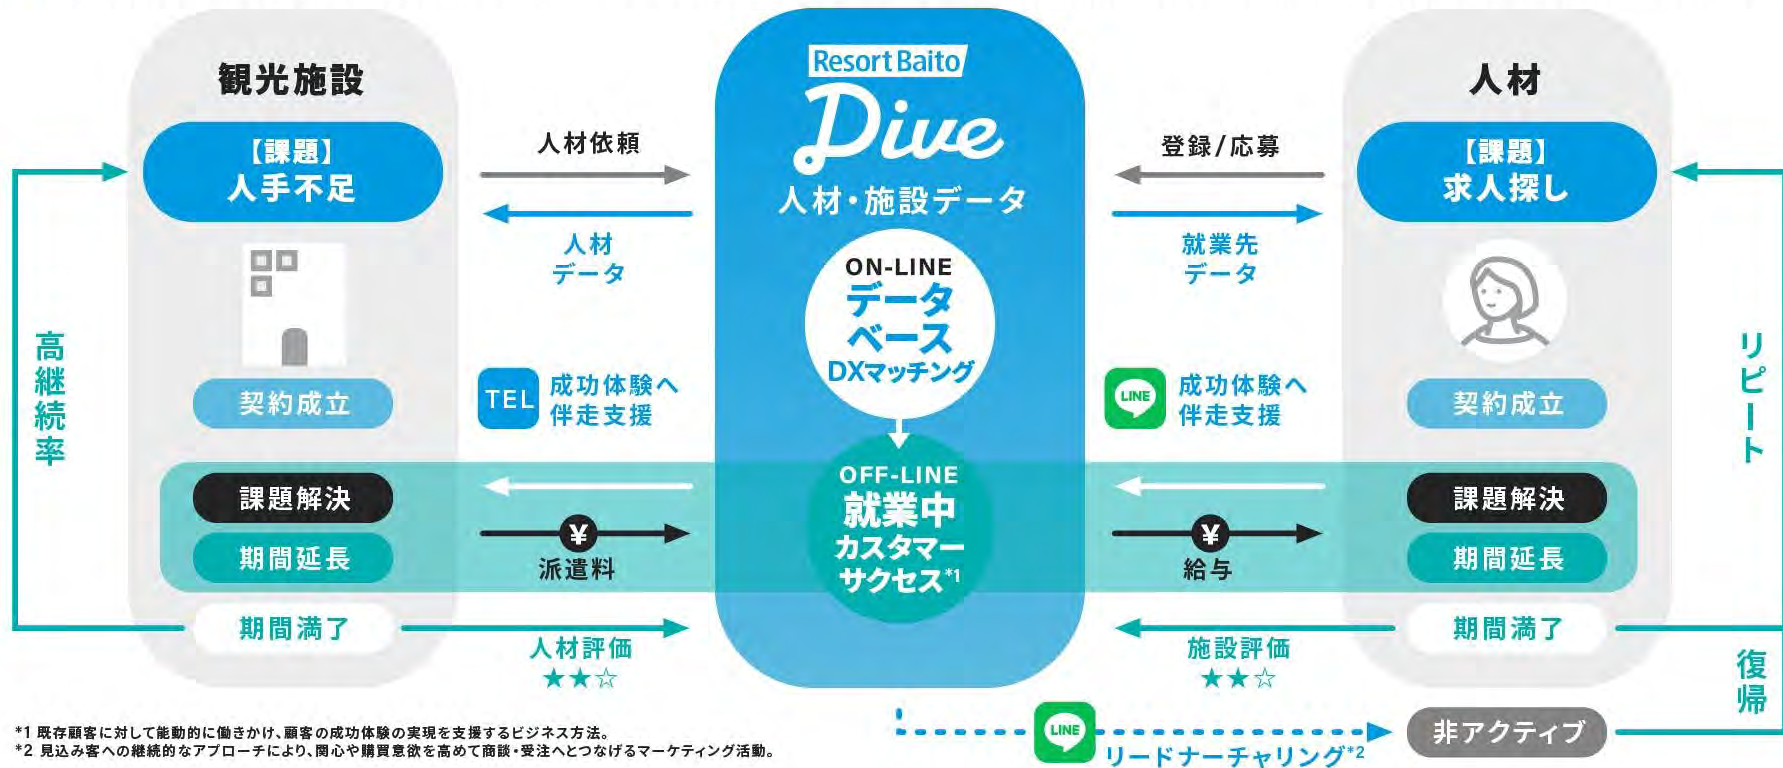 観光施設
【課題】
人手不足
契約成立
課題解決
期間延長
期間満了
高継続率
人材依頼
人材
データ
TEL
成功体験へ
伴走支援
¥
派遣料
人材評価
★★☆
Resort Baito
Dive
人材・施設データ
ON-LINE
データ
ベース
DXマッチング
OFF-LINE
就業中
カスタマー
サクセス*1
登録/応募
就業先
データ
LINE
成功体験へ
伴走支援
¥
給与
施設評価
★★☆
人材
【課題】
求人探し
契約成立
課題解決
期間延長
期間満了
リピート
復帰
LINE
リードナーチャリング*2
非アクティブ
*1 既存顧客に対して能動的に働きかけ、顧客の成功体験の実現を支援するビジネス方法。
*2 見込み客への継続的なアプローチにより、関心や購買意欲を高めて商談・受注へとつなげるマーケティング活動。